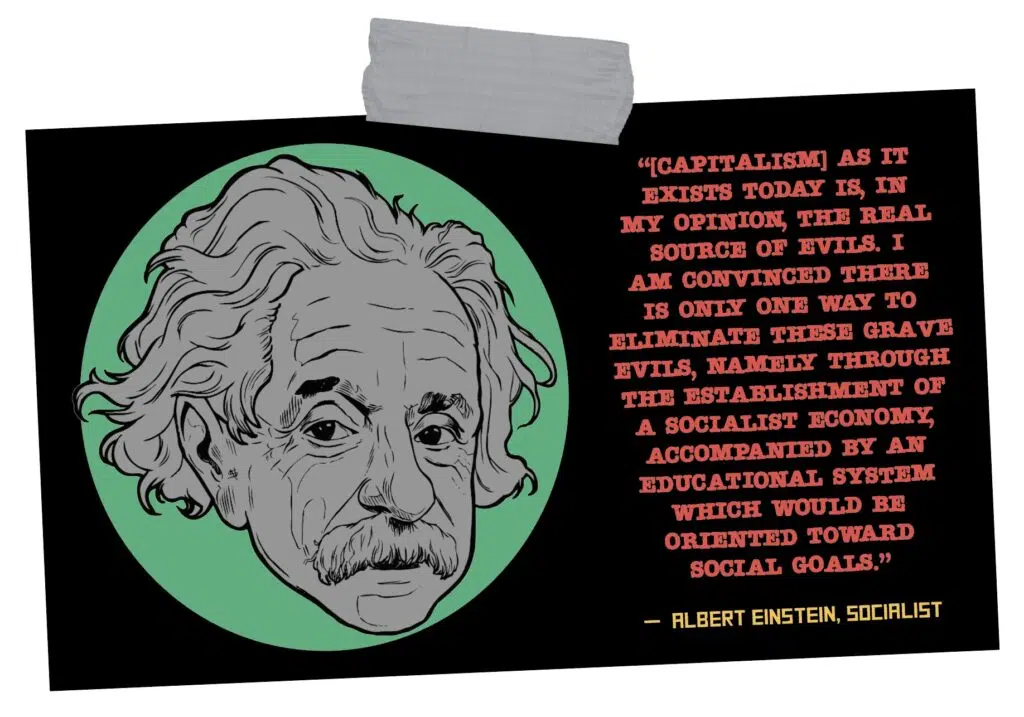 “[CAPITALISM] AS IT
EXISTS TODAY IS, IN
MY OPINION, THE REAL
SOURCE OF EVILS. I
AM CONVINCED THERE
IS ONLY ONE WAY TO
ELIMINATE THESE GRAVE
EVILS, NAMELY THROUGH
THE ESTABLISHMENT OF
A SOCIALIST ECONOMY,
ACCOMPANIED BY AN
EDUCATIONAL SYSTEM
WHICH WOULD BE
ORIENTED TOWARD
SOCIAL GOALS.”
— ALBERT EINSTEIN, SOCIALIST